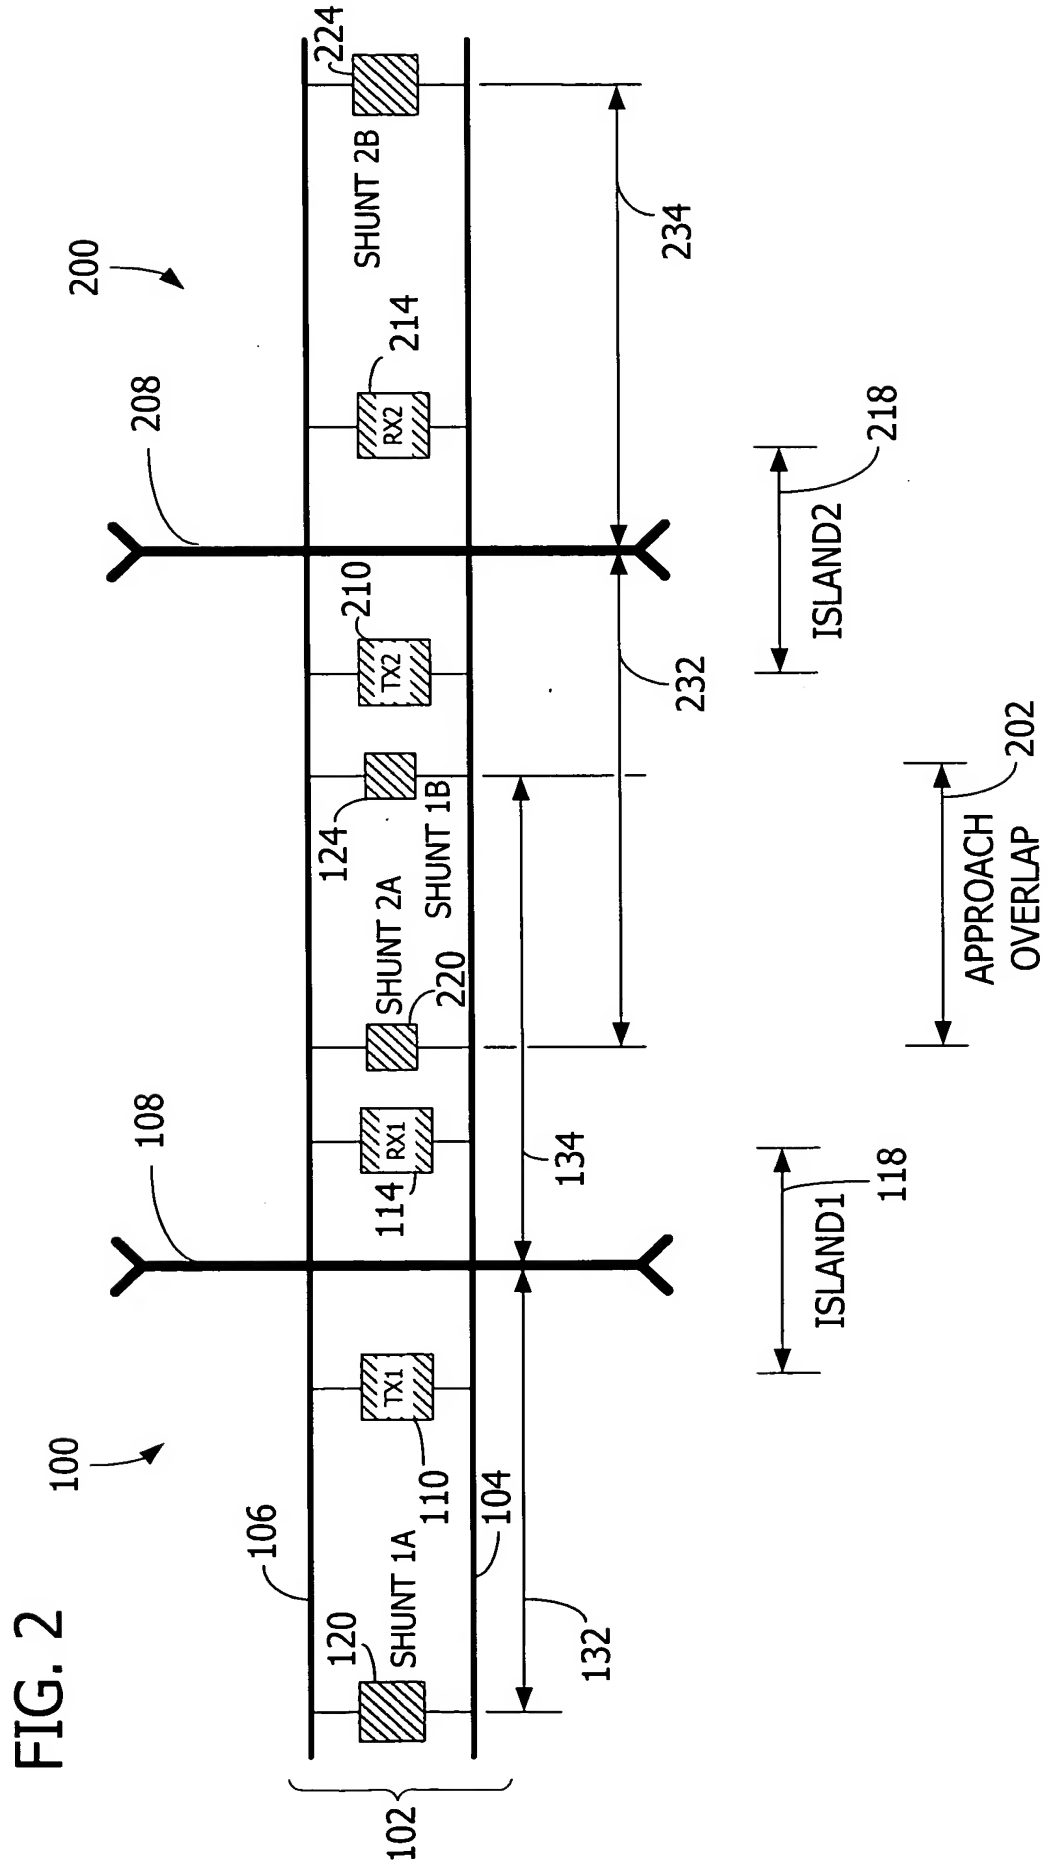 FIG. 2
100
200
108
208
106
102
120
SHUNT 1A
TX1
110
104
114
RX1
220
SHUNT 2A
124
SHUNT 1B
TX2
210
RX2
214
SHUNT 2B
224
132
134
232
234
ISLAND1
118
ISLAND2
218
APPROACH
OVERLAP
202